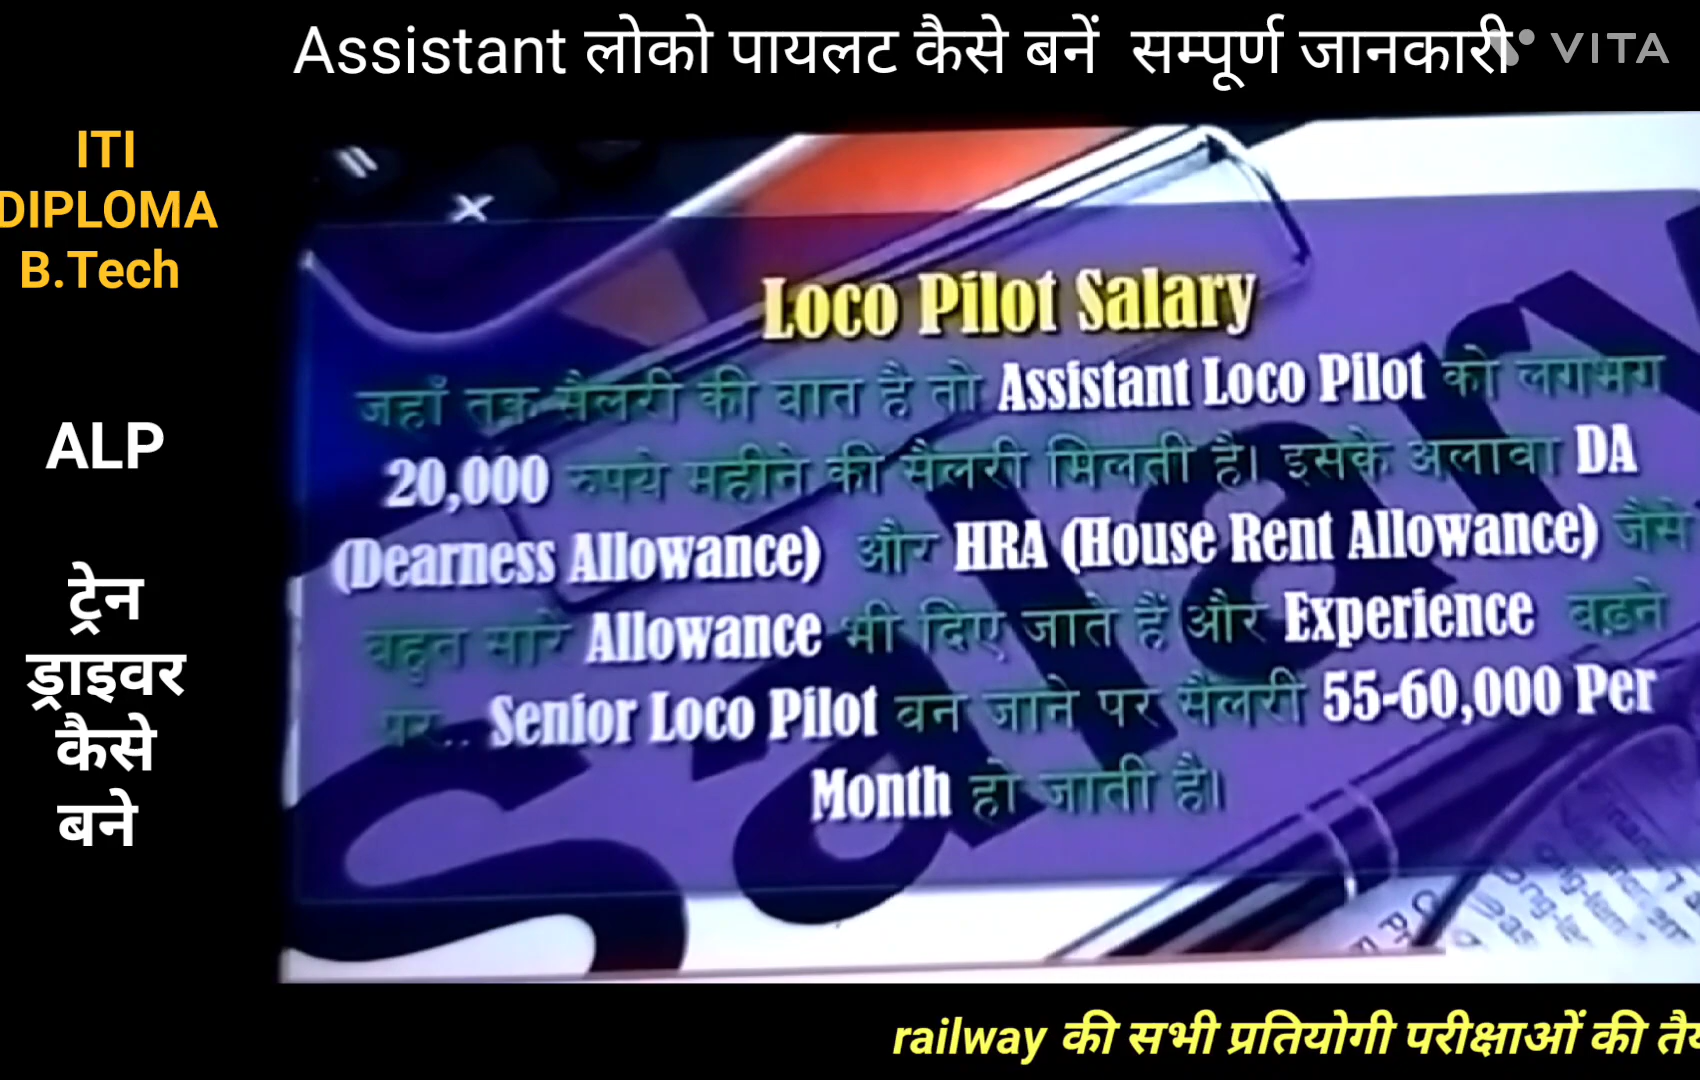 Assistant लोको पायलट कैसे बनें सम्पूर्ण जानकारी
VITA
ITI
DIPLOMA
B.Tech
ALP
ट्रेन
ड्राइवर
कैसे
बने
Loco Pilot Salary
जहाँ तक सैलरी की बात है तो Assistant Loco Pilot को लगभग
20,000 रुपये महीने की सैलरी मिलती है। इसके अलावा DA
(Dearness Allowance) और HRA (House Rent Allowance) जैसे
बहुत सारे Allowance भी दिए जाते हैं और Experience बढ़ने
पर.. Senior Loco Pilot बन जाने पर सैलरी 55-60,000 Per
Month हो जाती है।
railway की सभी प्रतियोगी परीक्षाओं की